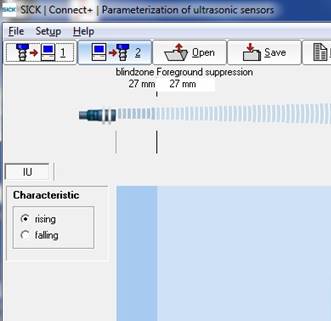 SICK SICK | Connect+ | Parameterization of ultrasonic sensors
File Setup Help
1 2 Open Save
blindzone Foreground suppression
27 mm 27 mm
IU
Characteristic
rising
falling